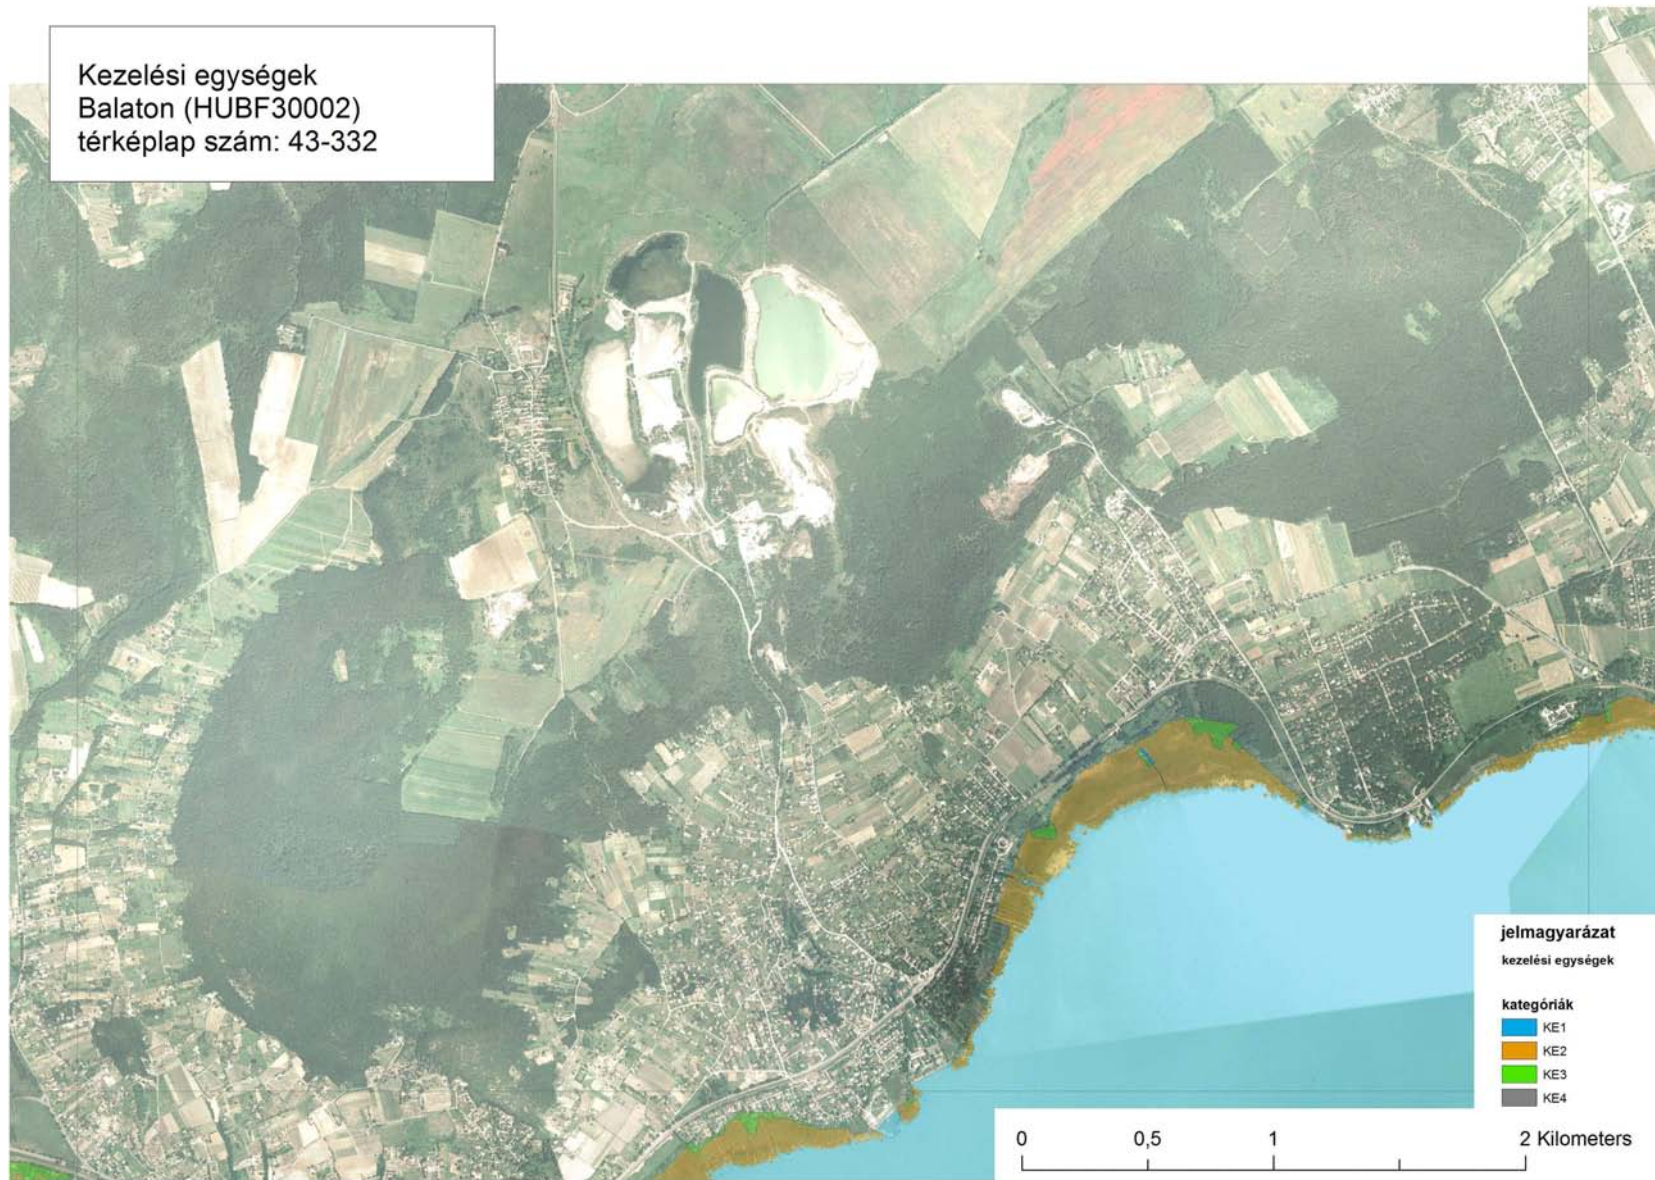 Kezelési egységek
Balaton (HUBF30002)
térképlap szám: 43-332
jelmagyarázat
kezelési egységek
kategóriák
KE1
KE2
KE3
KE4
0 0,5 1 2 Kilometers